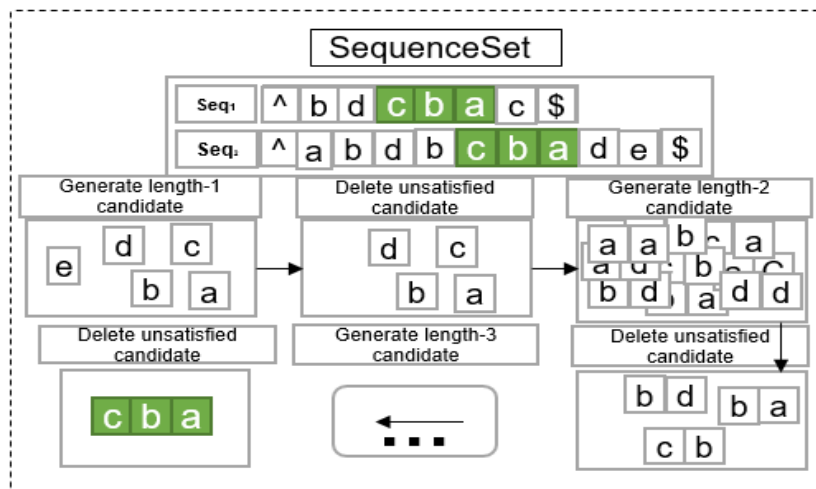 SequenceSet
Seq₁ ^ b d c b a c $
Seq₂ ^ a b d b c b a d e $
Generate length-1 candidate
Delete unsatisfied candidate
Generate length-2 candidate
e d c b a
d c b a
a a b c a
a d c b a C
b d b a d d
Delete unsatisfied candidate
Generate length-3 candidate
Delete unsatisfied candidate
c b a
...
b d b a
c b